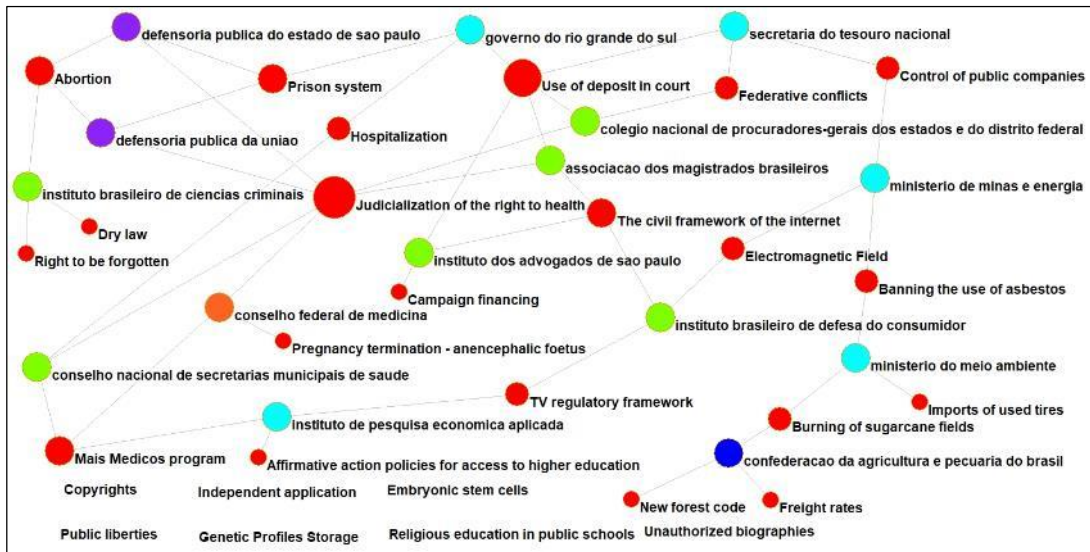 defensoria publica do estado de sao paulo
governo do rio grande do sul
secretaria do tesouro nacional
Abortion
Prison system
Use of deposit in court
Control of public companies
Federative conflicts
defensoria publica da uniao
Hospitalization
colegio nacional de procuradores-gerais dos estados e do distrito federal
associacao dos magistrados brasileiros
instituto brasileiro de ciencias criminais
ministerio de minas e energia
Judicialization of the right to health
The civil framework of the internet
Dry law
Right to be forgotten
instituto dos advogados de sao paulo
Electromagnetic Field
Campaign financing
Banning the use of asbestos
conselho federal de medicina
instituto brasileiro de defesa do consumidor
Pregnancy termination - anencephalic foetus
conselho nacional de secretarias municipais de saude
ministerio do meio ambiente
TV regulatory framework
Imports of used tires
instituto de pesquisa economica aplicada
Burning of sugarcane fields
Mais Medicos program
Affirmative action policies for access to higher education
confederacao da agricultura e pecuaria do brasil
Copyrights
Independent application
Embryonic stem cells
New forest code
Freight rates
Public liberties
Genetic Profiles Storage
Religious education in public schools
Unauthorized biographies